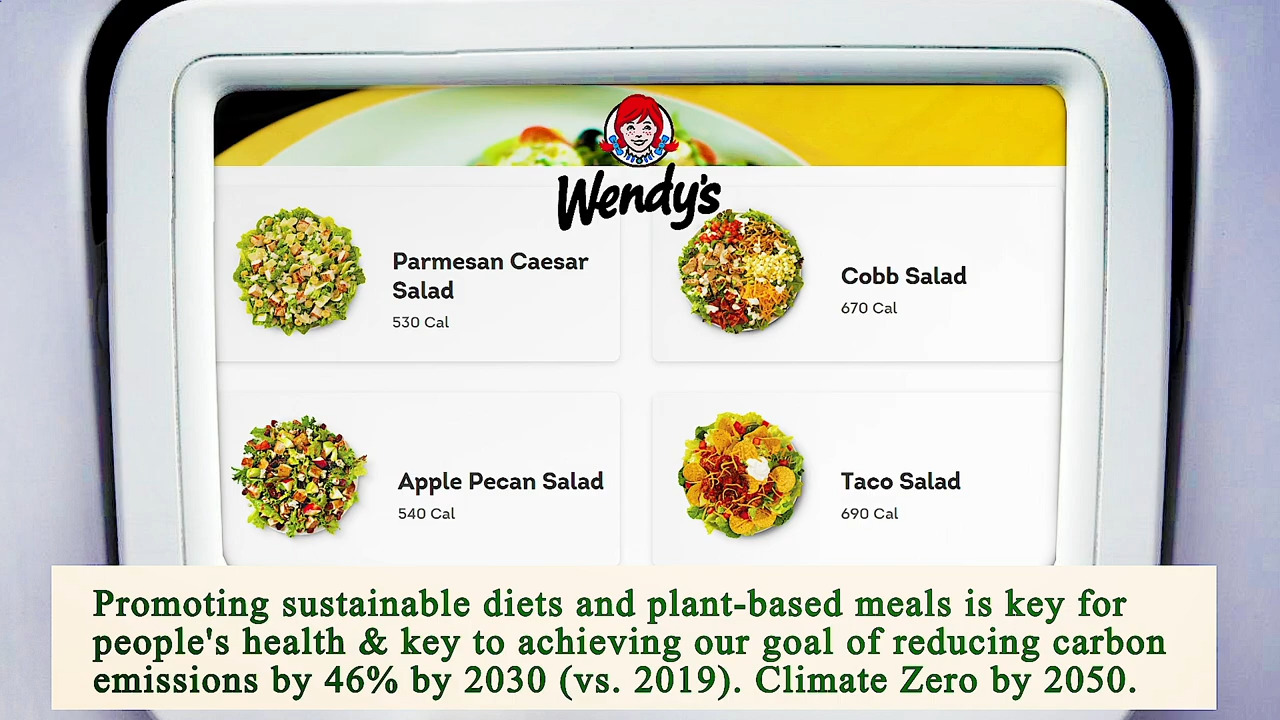 Wendy's
Parmesan Caesar
Salad
530 Cal
Cobb Salad
670 Cal
Apple Pecan Salad
540 Cal
Taco Salad
690 Cal
Promoting sustainable diets and plant-based meals is key for
people's health & key to achieving our goal of reducing carbon
emissions by 46% by 2030 (vs. 2019). Climate Zero by 2050.